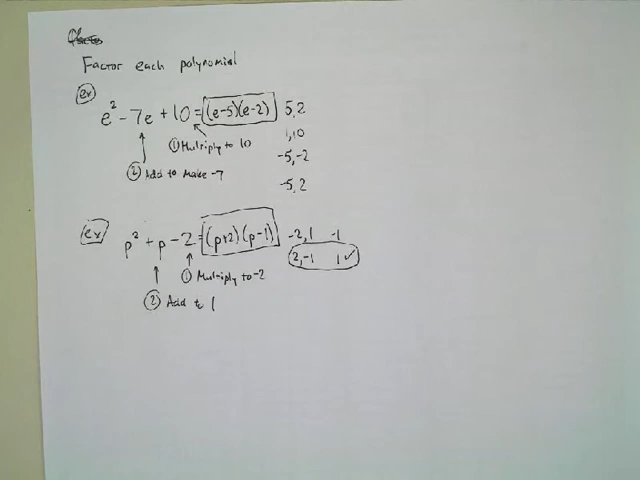 Factor each polynomial
ex
e² - 7e + 10 = (e-5)(e-2) 5,2
① Multiply to 10 1,10
② Add to make -7 -5,-2
-5,2
ex
p² + p - 2 = (p+2)(p-1) -2,1 -1
2,-1 1 ✓
① Multiply to -2
② Add to 1